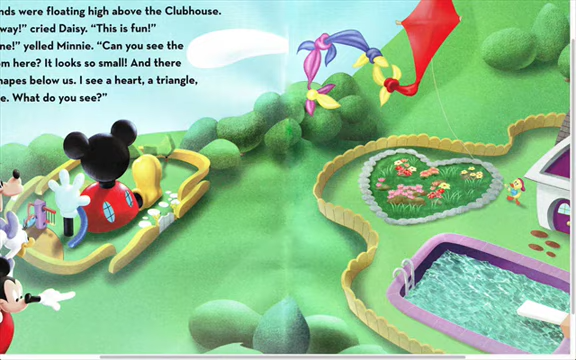 nds were floating high above the Clubhouse.
way!” cried Daisy. “This is fun!”
ne!” yelled Minnie. “Can you see the
om here? It looks so small! And there
hapes below us. I see a heart, a triangle,
e. What do you see?”